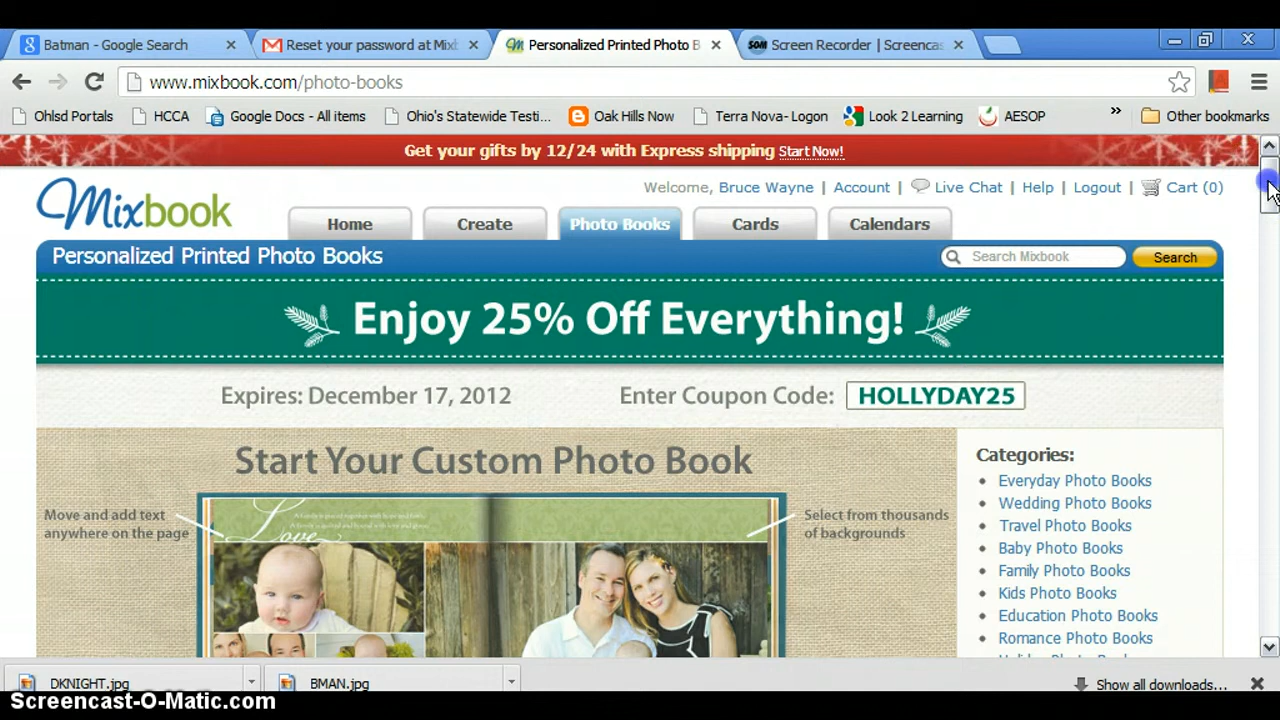 Batman - Google Search
Reset your password at Mixb
Personalized Printed Photo B
Screen Recorder | Screencas
www.mixbook.com/photo-books
Ohlsd Portals
HCCA
Google Docs - All items
Ohio's Statewide Testi...
Oak Hills Now
Terra Nova- Logon
Look 2 Learning
AESOP
Other bookmarks
Get your gifts by 12/24 with Express shipping Start Now!
Mixbook
Welcome, Bruce Wayne | Account | Live Chat | Help | Logout | Cart (0)
Home
Create
Photo Books
Cards
Calendars
Personalized Printed Photo Books
Search Mixbook
Search
Enjoy 25% Off Everything!
Expires: December 17, 2012
Enter Coupon Code: HOLLYDAY25
Start Your Custom Photo Book
Move and add text
anywhere on the page
Love
Select from thousands
of backgrounds
Categories:
Everyday Photo Books
Wedding Photo Books
Travel Photo Books
Baby Photo Books
Family Photo Books
Kids Photo Books
Education Photo Books
Romance Photo Books
DKNIGHT.jpg
BMAN.jpg
Show all downloads...
Screencast-O-Matic.com